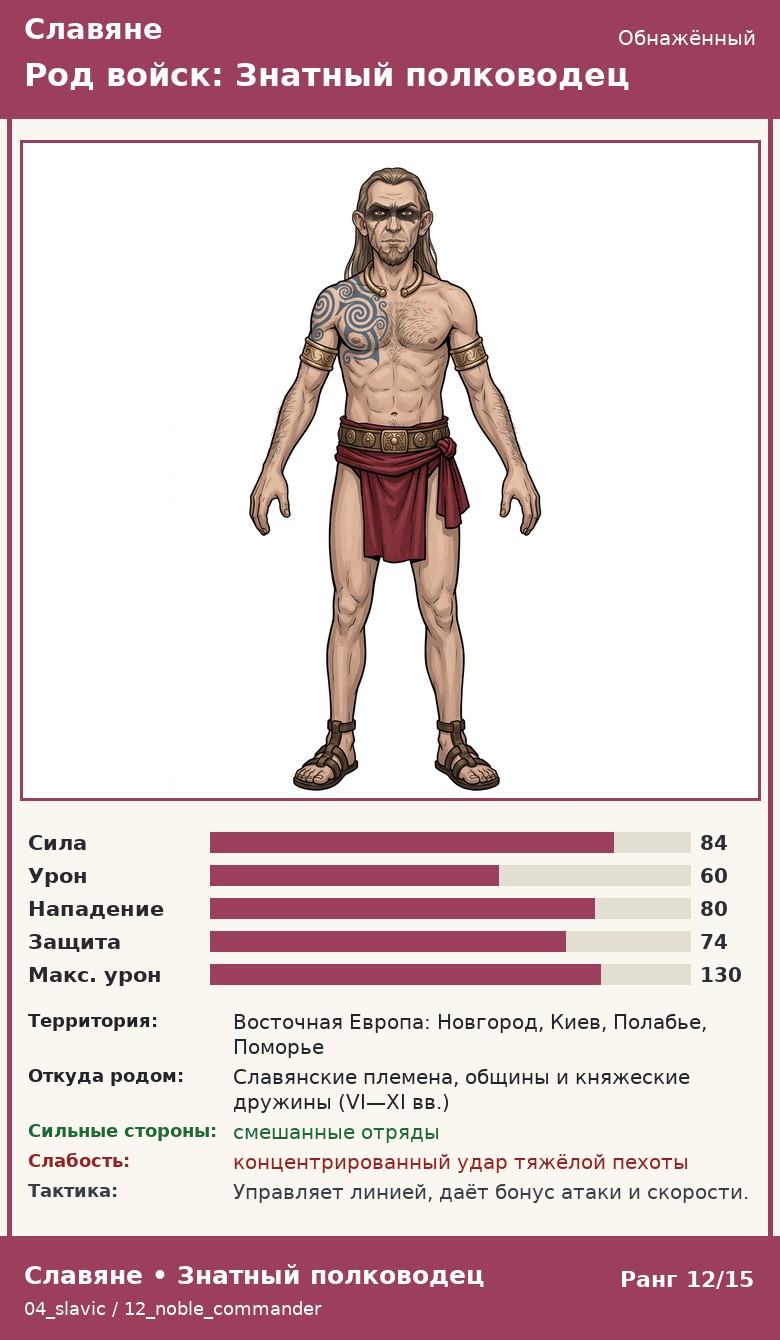 Славяне
Обнажённый
Род войск: Знатный полководец
Сила 84
Урон 60
Нападение 80
Защита 74
Макс. урон 130
Территория: Восточная Европа: Новгород, Киев, Полабье,
Поморье
Откуда родом: Славянские племена, общины и княжеские
дружины (VI—XI вв.)
Сильные стороны: смешанные отряды
Слабость: концентрированный удар тяжёлой пехоты
Тактика: Управляет линией, даёт бонус атаки и скорости.
Славяне • Знатный полководец
Ранг 12/15
04_slavic / 12_noble_commander